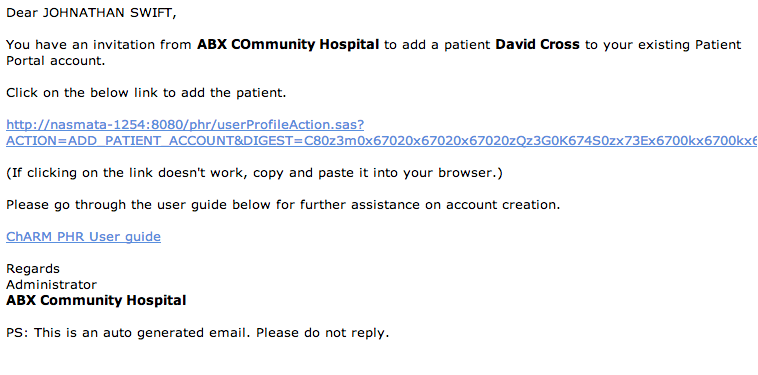 Dear JOHNATHAN SWIFT,
You have an invitation from ABX COmmunity Hospital to add a patient David Cross to your existing Patient
Portal account.
Click on the below link to add the patient.
http://nasmata-1254:8080/phr/userProfileAction.sas?
ACTION=ADD_PATIENT_ACCOUNT&DIGEST=C80z3m0x67020x67020x67020zQz3G0K674S0zx73Ex6700kx6700kx6
(If clicking on the link doesn't work, copy and paste it into your browser.)
Please go through the user guide below for further assistance on account creation.
ChARM PHR User guide
Regards
Administrator
ABX Community Hospital
PS: This is an auto generated email. Please do not reply.